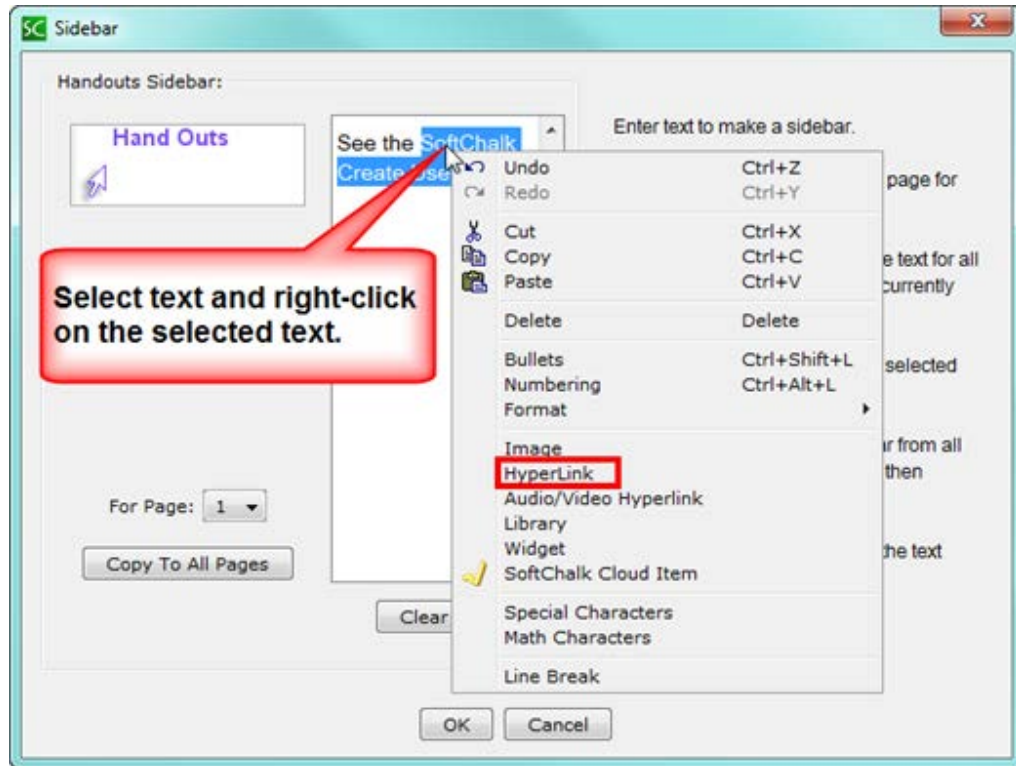 SC Sidebar
Handouts Sidebar:
Hand Outs
See the SoftChalk
Create Use
Enter text to make a sidebar.
page for
e text for all
currently
selected
ar from all
then
the text
Select text and right-click
on the selected text.
Undo Ctrl+Z
Redo Ctrl+Y
Cut Ctrl+X
Copy Ctrl+C
Paste Ctrl+V
Delete Delete
Bullets Ctrl+Shift+L
Numbering Ctrl+Alt+L
Format
Image
HyperLink
Audio/Video Hyperlink
Library
Widget
SoftChalk Cloud Item
Special Characters
Math Characters
Line Break
For Page: 1
Copy To All Pages
Clear
OK Cancel